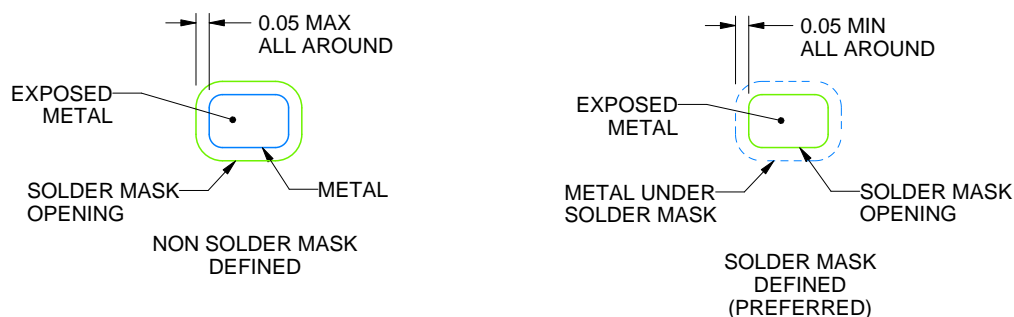 0.05 MAX
ALL AROUND
EXPOSED
METAL
SOLDER MASK
OPENING
METAL
NON SOLDER MASK
DEFINED
0.05 MIN
ALL AROUND
EXPOSED
METAL
METAL UNDER
SOLDER MASK
SOLDER MASK
OPENING
SOLDER MASK
DEFINED
(PREFERRED)